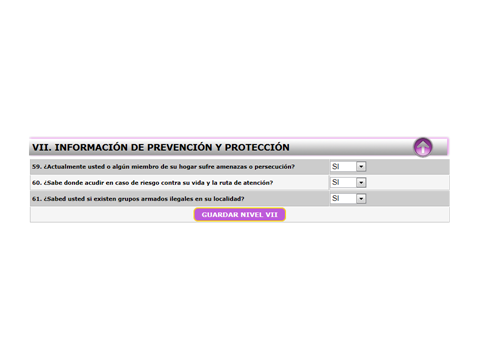 VII. INFORMACIÓN DE PREVENCIÓN Y PROTECCIÓN
59. ¿Actualmente usted o algún miembro de su hogar sufre amenazas o persecución? SI
60. ¿Sabe donde acudir en caso de riesgo contra su vida y la ruta de atención? SI
61. ¿Sabed usted si existen grupos armados ilegales en su localidad? SI
GUARDAR NIVEL VII